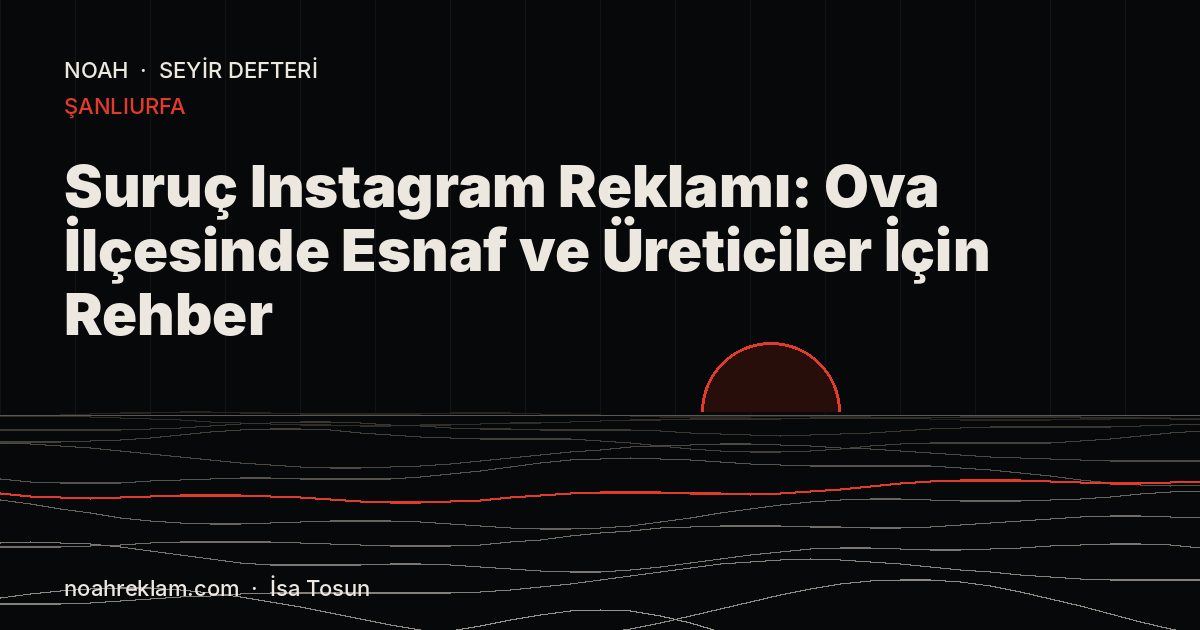 NOAH · SEYİR DEFTERİ
ŞANLIURFA
Suruç Instagram Reklamı: Ova
İlçesinde Esnaf ve Üreticiler İçin
Rehber
noahreklam.com · İsa Tosun